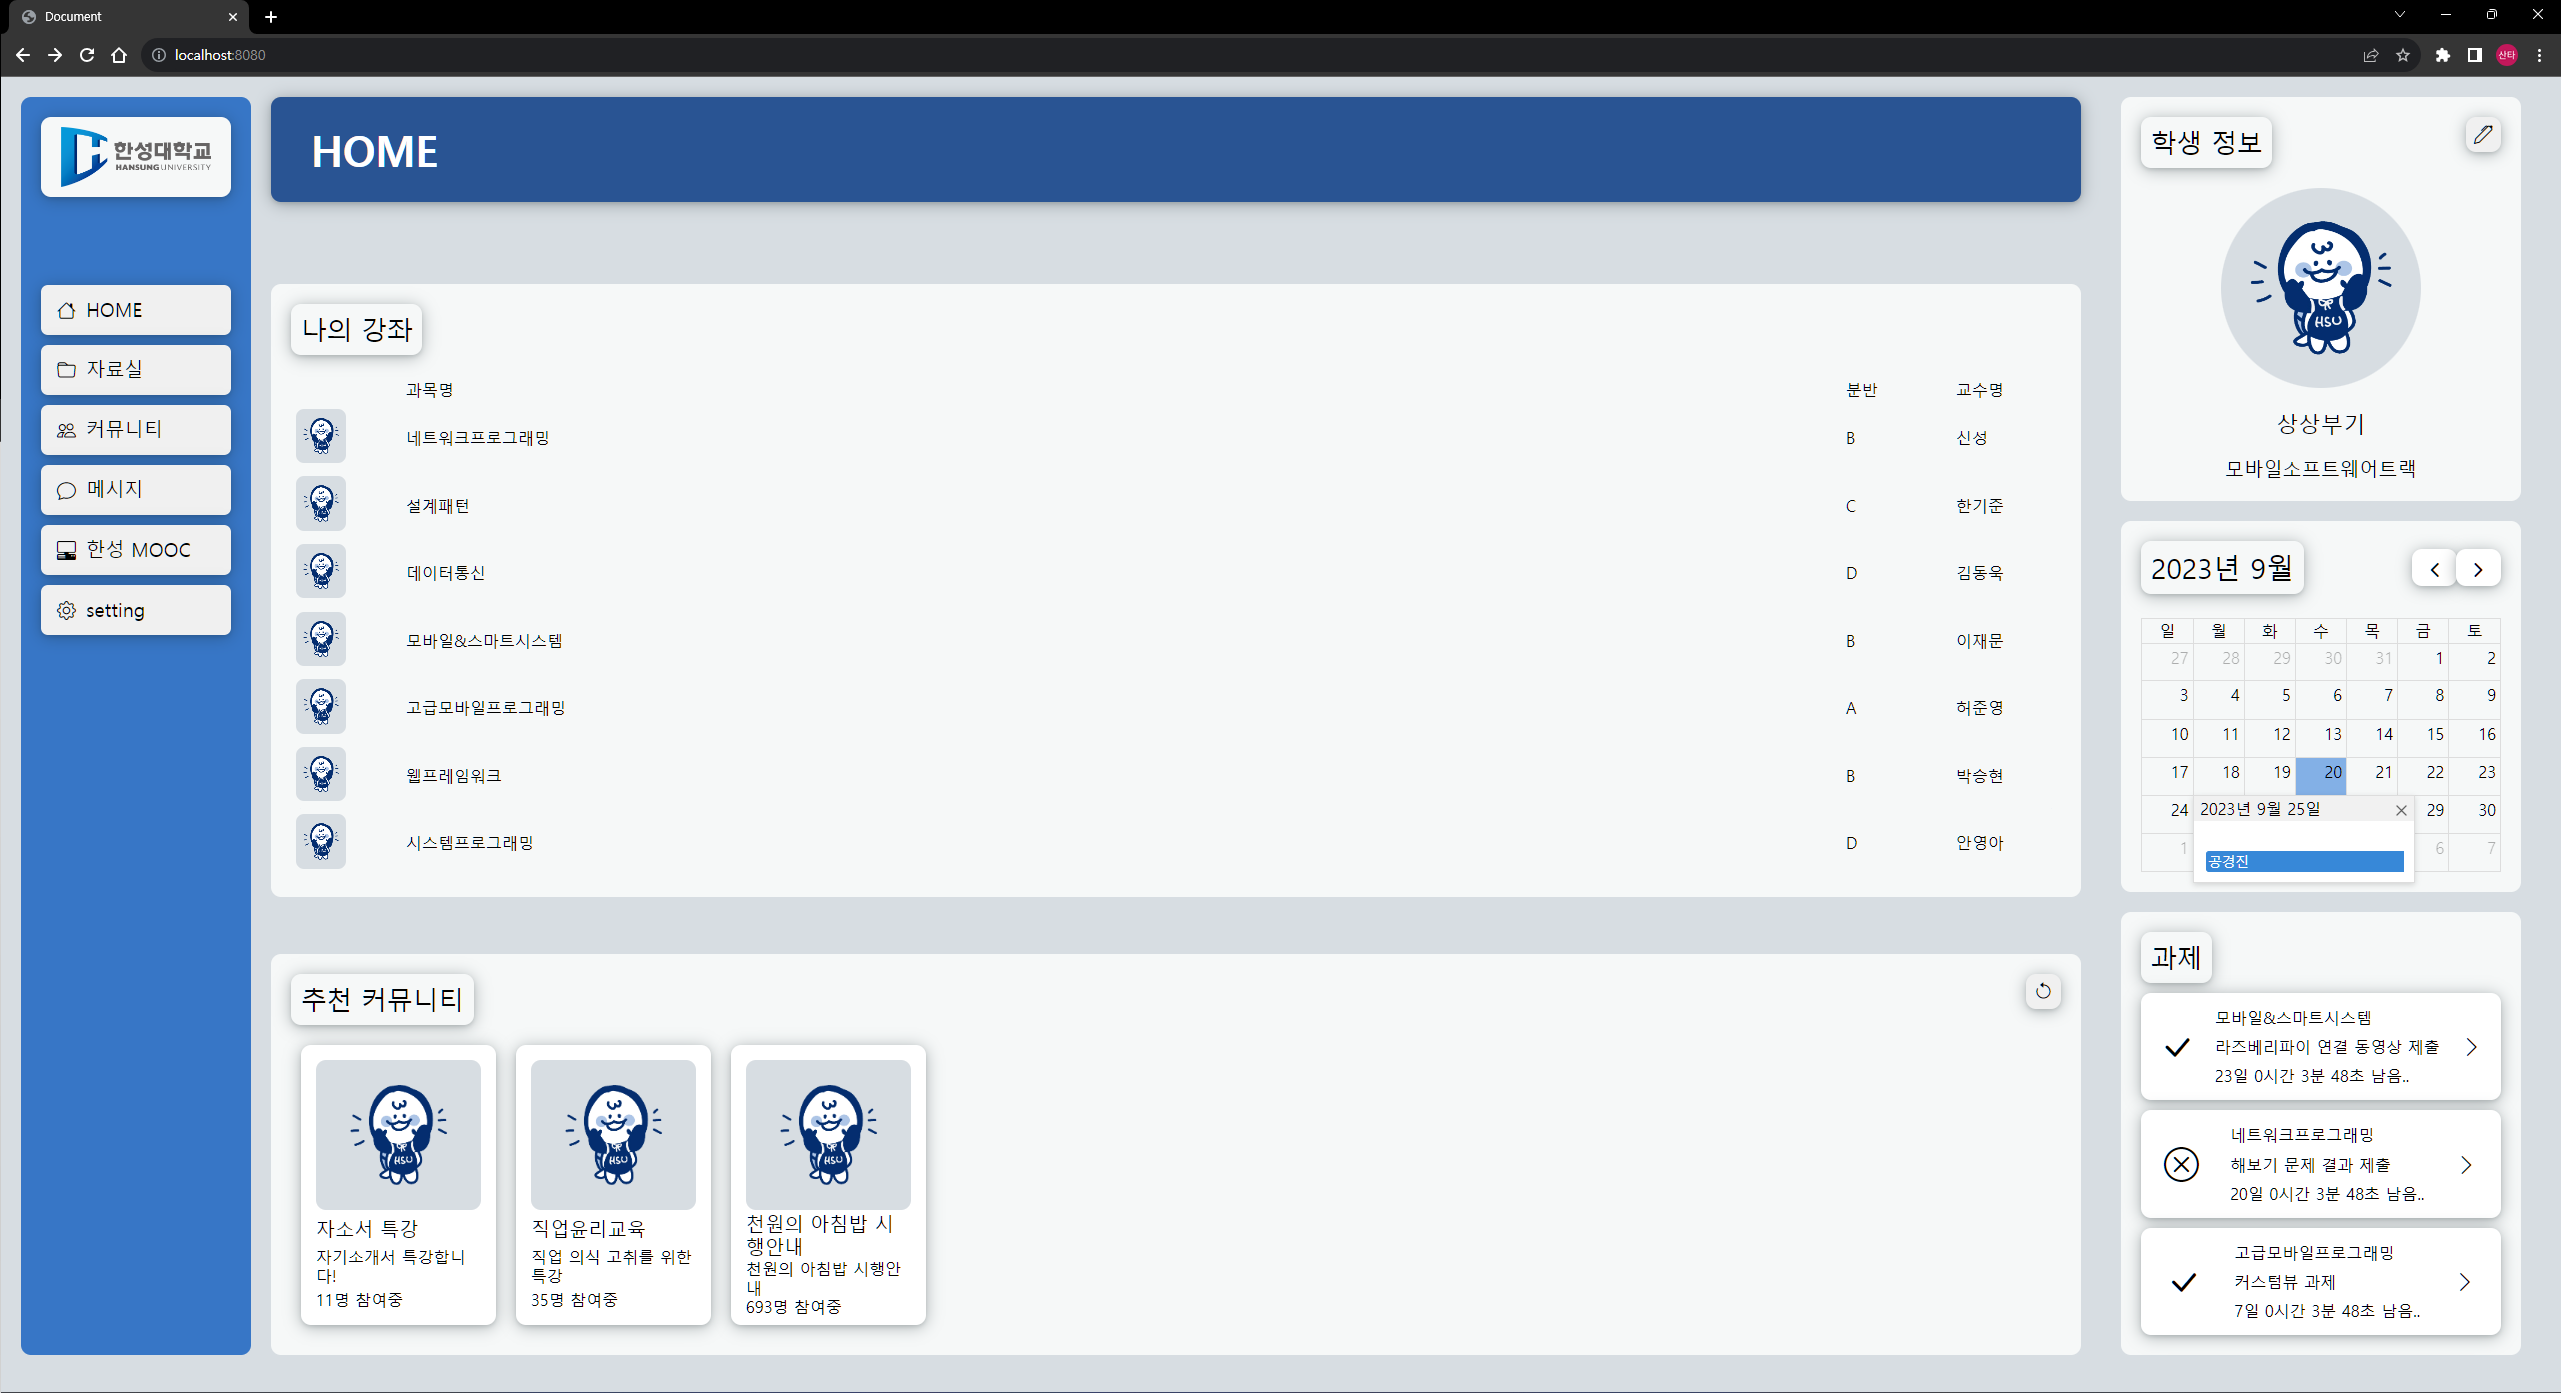 Document
localhost:8080
산타
한성대학교
HANSUNG UNIVERSITY
HOME
자료실
커뮤니티
메시지
한성 MOOC
setting
HOME
나의 강좌
과목명 분반 교수명
네트워크프로그래밍 B 신성
설계패턴 C 한기준
데이터통신 D 김동욱
모바일&스마트시스템 B 이재문
고급모바일프로그래밍 A 허준영
웹프레임워크 B 박승현
시스템프로그래밍 D 안영아
추천 커뮤니티
HSU
자소서 특강
자기소개서 특강합니
다!
11명 참여중
HSU
직업윤리교육
직업 의식 고취를 위한
특강
35명 참여중
HSU
천원의 아침밥 시
행안내
천원의 아침밥 시행안
내
693명 참여중
학생 정보
HSU
상상부기
모바일소프트웨어트랙
2023년 9월
일 월 화 수 목 금 토
27 28 29 30 31 1 2
3 4 5 6 7 8 9
10 11 12 13 14 15 16
17 18 19 20 21 22 23
24 2023년 9월 25일 29 30
1 공경진 6 7
과제
모바일&스마트시스템
라즈베리파이 연결 동영상 제출
23일 0시간 3분 48초 남음..
네트워크프로그래밍
해보기 문제 결과 제출
20일 0시간 3분 48초 남음..
고급모바일프로그래밍
커스텀뷰 과제
7일 0시간 3분 48초 남음..